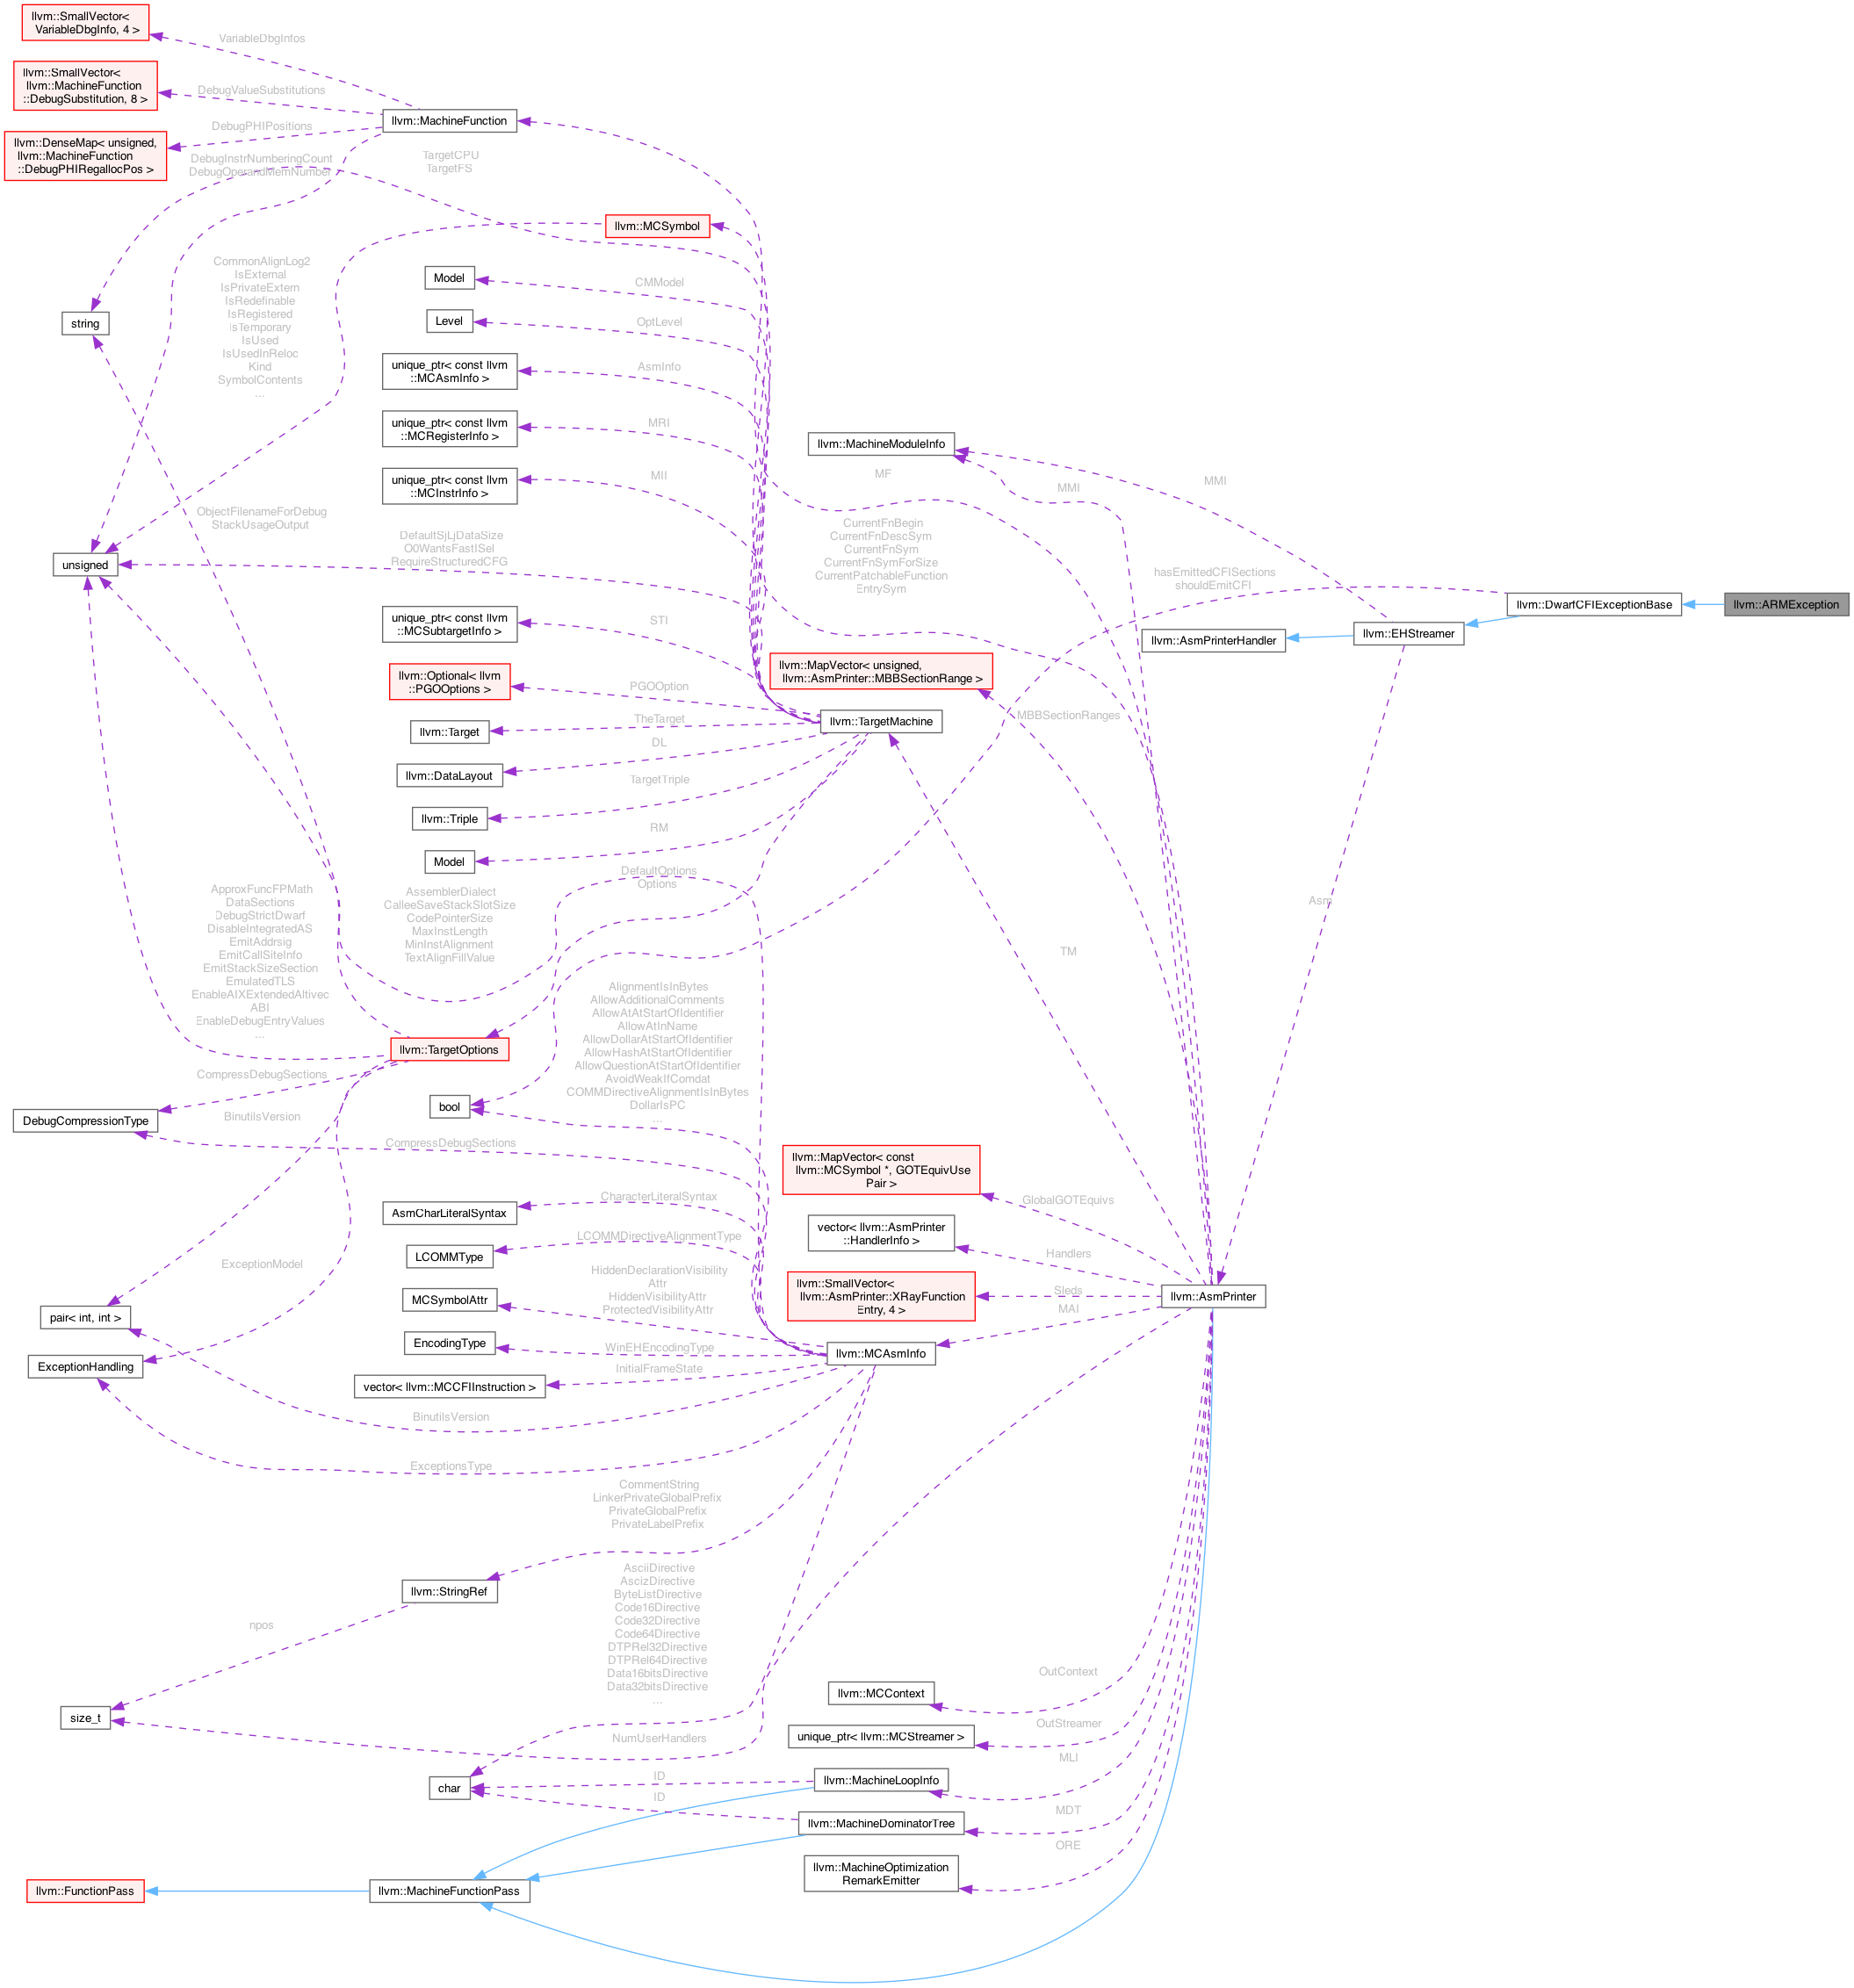 llvm::SmallVector<
VariableDbgInfo, 4 >
VariableDbgInfos
llvm::SmallVector<
llvm::MachineFunction
::DebugSubstitution, 8 >
DebugValueSubstitutions
llvm::MachineFunction
DebugPHIPositions
llvm::DenseMap< unsigned,
llvm::MachineFunction
::DebugPHIRegallocPos >
DebugInstrNumberingCount
DebugOperandMemNumber
TargetCPU
TargetFS
llvm::MCSymbol
CommonAlignLog2
IsExternal
IsPrivateExtern
IsRedefinable
IsRegistered
IsTemporary
IsUsed
IsUsedInReloc
Kind
SymbolContents
...
Model
CMModel
string
Level
OptLevel
unique_ptr< const llvm
::MCAsmInfo >
AsmInfo
unique_ptr< const llvm
::MCRegisterInfo >
MRI
llvm::MachineModuleInfo
unique_ptr< const llvm
::MCInstrInfo >
MII
MF
MMI
MMI
ObjectFilenameForDebug
StackUsageOutput
DefaultSjLjDataSize
O0WantsFastISel
RequireStructuredCFG
CurrentFnBegin
CurrentFnDescSym
CurrentFnSym
CurrentFnSymForSize
CurrentPatchableFunction
EntrySym
unsigned
hasEmittedCFISections
shouldEmitCFI
llvm::DwarfCFIExceptionBase
llvm::ARMException
unique_ptr< const llvm
::MCSubtargetInfo >
STI
llvm::AsmPrinterHandler
llvm::EHStreamer
llvm::Optional< llvm
::PGOOptions >
PGOOption
llvm::MapVector< unsigned,
llvm::AsmPrinter::MBBSectionRange >
MBBSectionRanges
llvm::Target
TheTarget
llvm::TargetMachine
llvm::DataLayout
DL
llvm::Triple
TargetTriple
Model
RM
DefaultOptions
Options
ApproxFuncFPMath
DataSections
DebugStrictDwarf
DisableIntegratedAS
EmitAddrsig
EmitCallSiteInfo
EmitStackSizeSection
EmulatedTLS
EnableAIXExtendedAltivec
ABI
EnableDebugEntryValues
...
AssemblerDialect
CalleeSaveStackSlotSize
CodePointerSize
MaxInstLength
MinInstAlignment
TextAlignFillValue
Asm
TM
AlignmentIsInBytes
AllowAdditionalComments
AllowAtAtStartOfIdentifier
AllowAtInName
AllowDollarAtStartOfIdentifier
AllowHashAtStartOfIdentifier
AllowQuestionAtStartOfIdentifier
AvoidWeakIfComdat
COMMDirectiveAlignmentIsInBytes
DollarIsPC
...
llvm::TargetOptions
CompressDebugSections
bool
DebugCompressionType
BinutilsVersion
CompressDebugSections
llvm::MapVector< const
llvm::MCSymbol *, GOTEquivUse
Pair >
GlobalGOTEquivs
AsmCharLiteralSyntax
CharacterLiteralSyntax
vector< llvm::AsmPrinter
::HandlerInfo >
Handlers
LCOMMType
LCOMMDirectiveAlignmentType
ExceptionModel
llvm::SmallVector<
llvm::AsmPrinter::XRayFunction
Entry, 4 >
Sleds
llvm::AsmPrinter
MCSymbolAttr
HiddenDeclarationVisibility
Attr
HiddenVisibilityAttr
ProtectedVisibilityAttr
MAI
pair< int, int >
EncodingType
WinEHEncodingType
llvm::MCAsmInfo
ExceptionHandling
InitialFrameState
vector< llvm::MCCFIInstruction >
BinutilsVersion
ExceptionsType
CommentString
LinkerPrivateGlobalPrefix
PrivateGlobalPrefix
PrivateLabelPrefix
llvm::StringRef
npos
AsciiDirective
AscizDirective
ByteListDirective
Code16Directive
Code32Directive
Code64Directive
DTPRel32Directive
DTPRel64Directive
Data16bitsDirective
Data32bitsDirective
...
OutContext
llvm::MCContext
size_t
NumUserHandlers
unique_ptr< llvm::MCStreamer >
OutStreamer
char
ID
llvm::MachineLoopInfo
MLI
ID
llvm::MachineDominatorTree
MDT
llvm::MachineOptimization
RemarkEmitter
ORE
llvm::FunctionPass
llvm::MachineFunctionPass